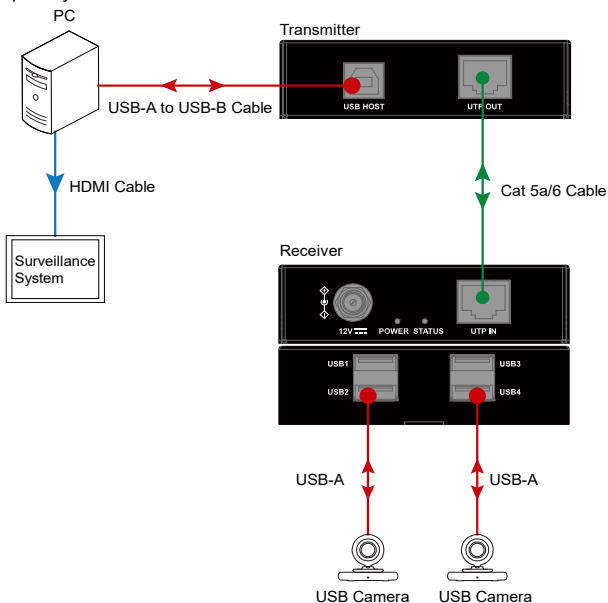 PC
Transmitter
USB HOST
UTP OUT
USB-A to USB-B Cable
HDMI Cable
Cat 5a/6 Cable
Surveillance
System
Receiver
12V
POWER STATUS
UTP IN
USB1
USB3
USB2
USB4
USB-A
USB-A
USB Camera
USB Camera